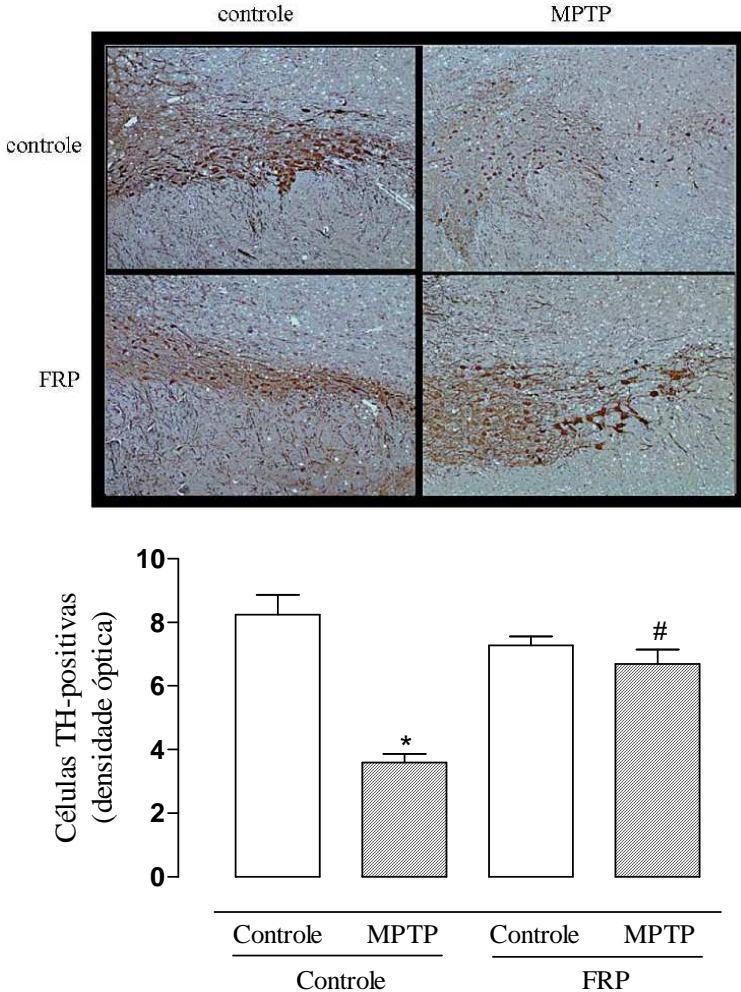 controle MPTP
controle
FRP
10
8
6
4
2
0
Células TH-positivas
(densidade óptica)
*
#
Controle MPTP Controle MPTP
Controle FRP